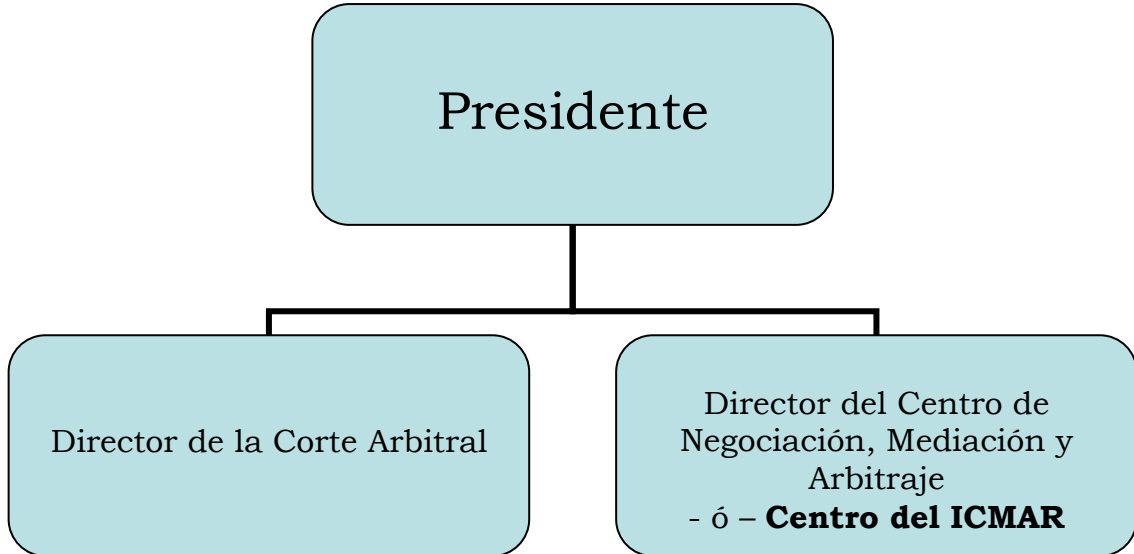 Presidente
Director de la Corte Arbitral
Director del Centro de
Negociación, Mediación y
Arbitraje
- ó – Centro del ICMAR